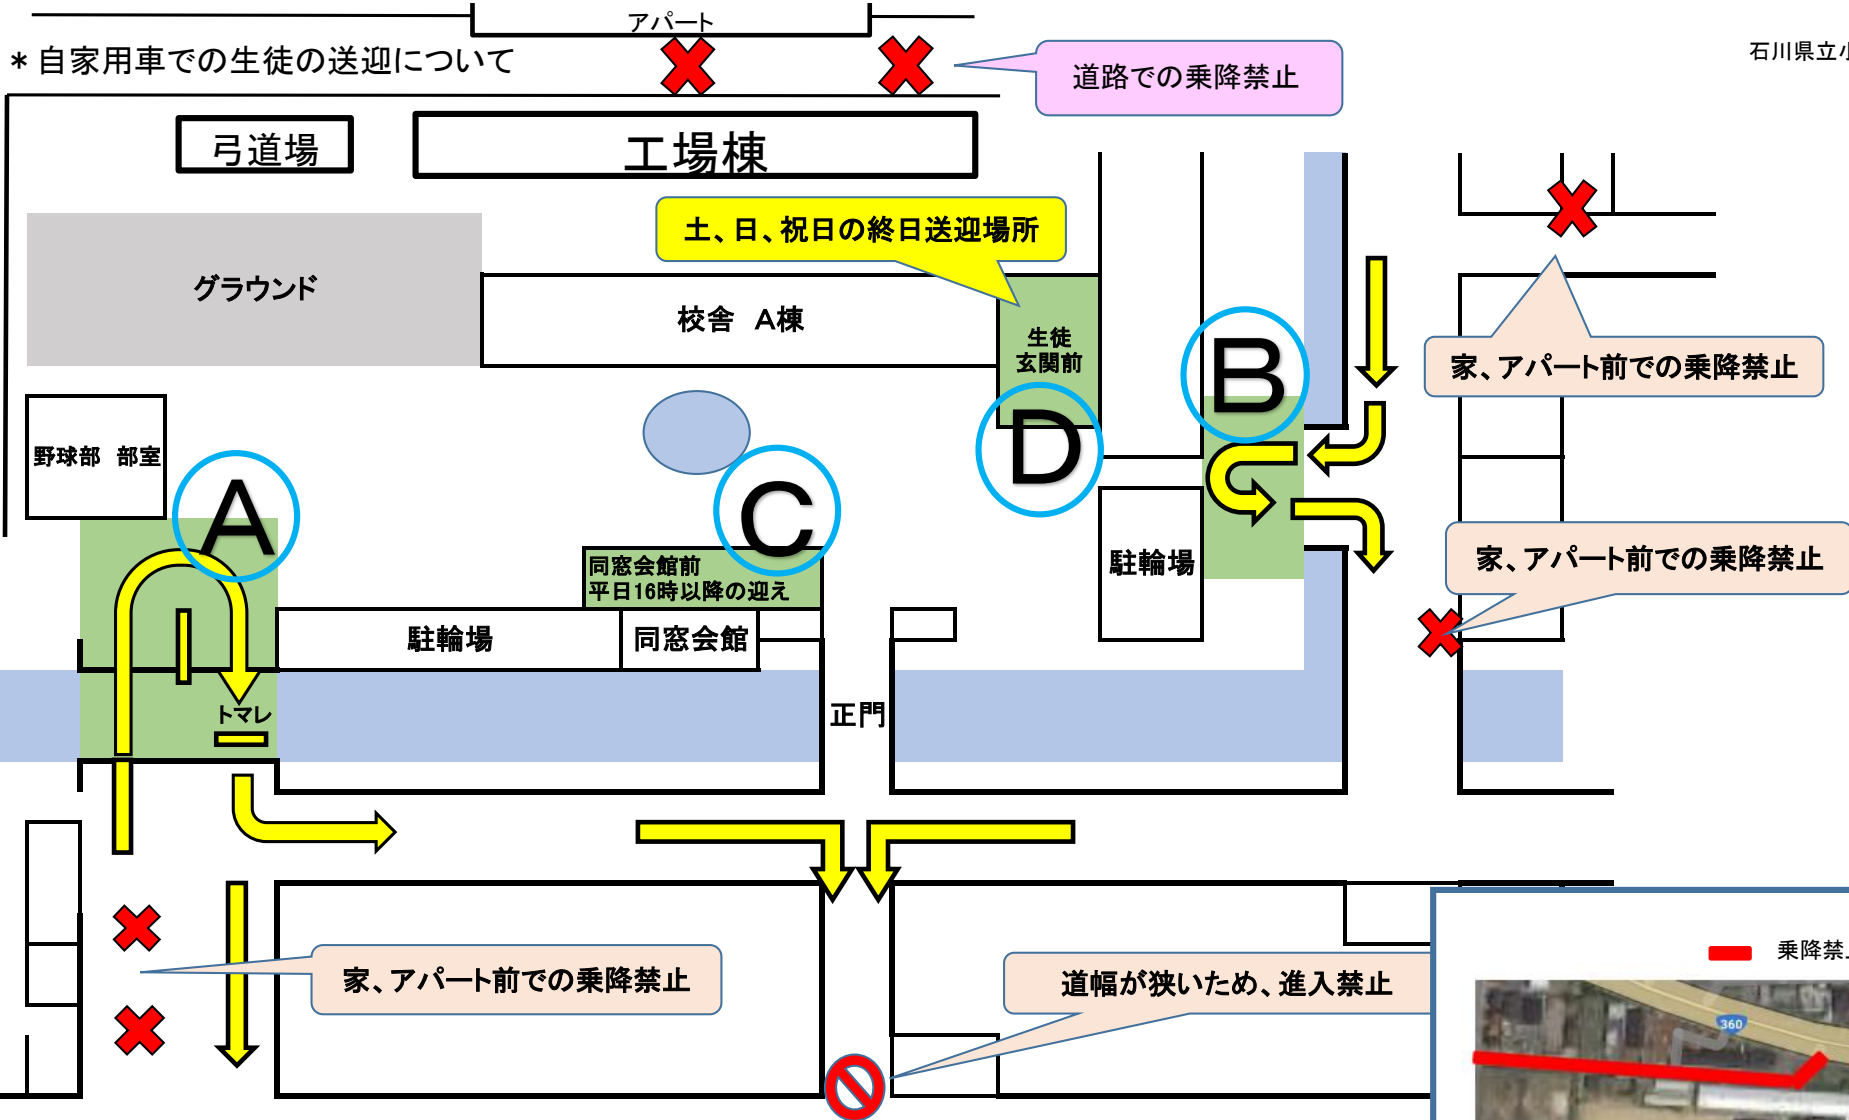 アパート
＊自家用車での生徒の送迎について
石川県立小
道路での乗降禁止
弓道場
工場棟
土、日、祝日の終日送迎場所
グラウンド
校舎　A棟
生徒
玄関前
B
家、アパート前での乗降禁止
D
野球部　部室
A
C
同窓会館前
平日16時以降の迎え
駐輪場
家、アパート前での乗降禁止
駐輪場
同窓会館
トマレ
正門
家、アパート前での乗降禁止
道幅が狭いため、進入禁止
乗降禁
360